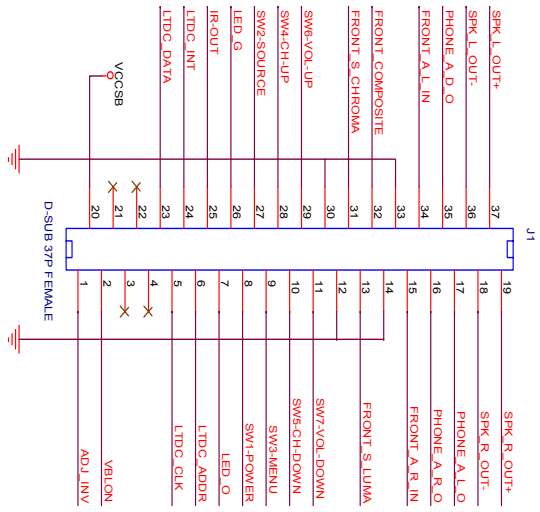 LTDC_DATA
LTDC_INT
IR-OUT
LED_G
SW2-SOURCE
SW4-CH-UP
SW6-VOL-UP
FRONT_S_CHROMA
FRONT_COMPOSITE
FRONT_A_L_IN
PHONE_A_D_O
SPK_L_OUT-
SPK_L_OUT+
VCCSB
20
21
22
23
24
25
26
27
28
29
30
31
32
33
34
35
36
37
J1
D-SUB 37P FEMALE
1
2
3
4
5
6
7
8
9
10
11
12
13
14
15
16
17
18
19
ADJ_INV
VBLON
LTDC_CLK
LTDC_ADDR
LED_O
SW1-POWER
SW3-MENU
SW5-CH-DOWN
SW7-VOL-DOWN
FRONT_S_LUMA
FRONT_A_R_IN
PHONE_A_R_O
PHONE_A_L_O
SPK_R_OUT-
SPK_R_OUT+